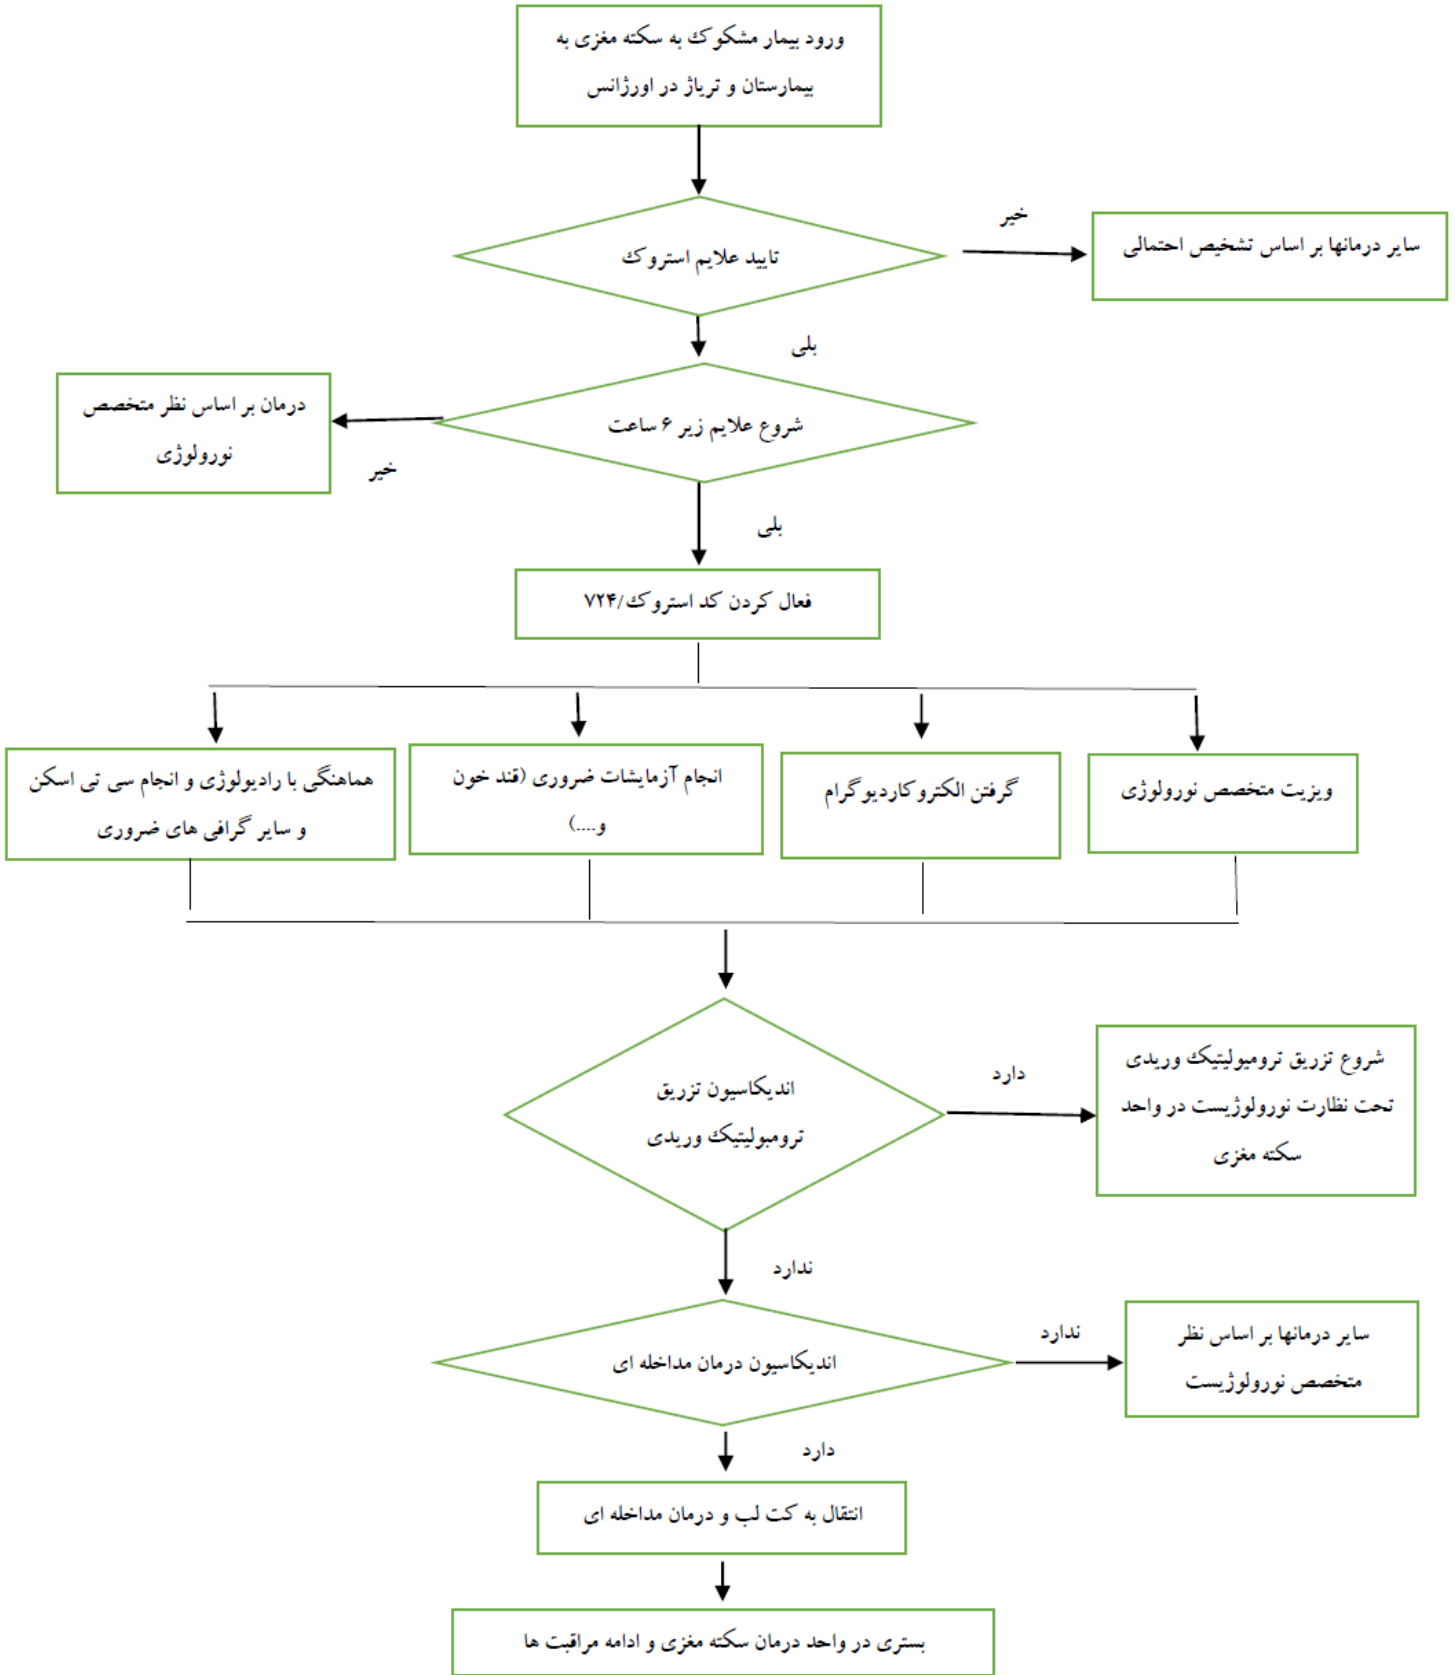 ورود بیمار مشکوک به سکته مغزی به
بیمارستان و تریاژ در اورژانس
تایید علایم استروک
خیر
سایر درمانها بر اساس تشخیص احتمالی
بلی
شروع علایم زیر ۶ ساعت
خیر
درمان بر اساس نظر متخصص
نورولوژی
بلی
فعال کردن کد استروک/۷۲۴
ویزیت متخصص نورولوژی
گرفتن الکتروکاردیوگرام
انجام آزمایشات ضروری (قند خون
و....)
هماهنگی با رادیولوژی و انجام سی تی اسکن
و سایر گرافی های ضروری
اندیکاسیون تزریق
ترومبولیتیک وریدی
دارد
شروع تزریق ترومبولیتیک وریدی
تحت نظارت نورولوژیست در واحد
سکته مغزی
ندارد
اندیکاسیون درمان مداخله ای
ندارد
سایر درمانها بر اساس نظر
متخصص نورولوژیست
دارد
انتقال به کت لب و درمان مداخله ای
بستری در واحد درمان سکته مغزی و ادامه مراقبت ها